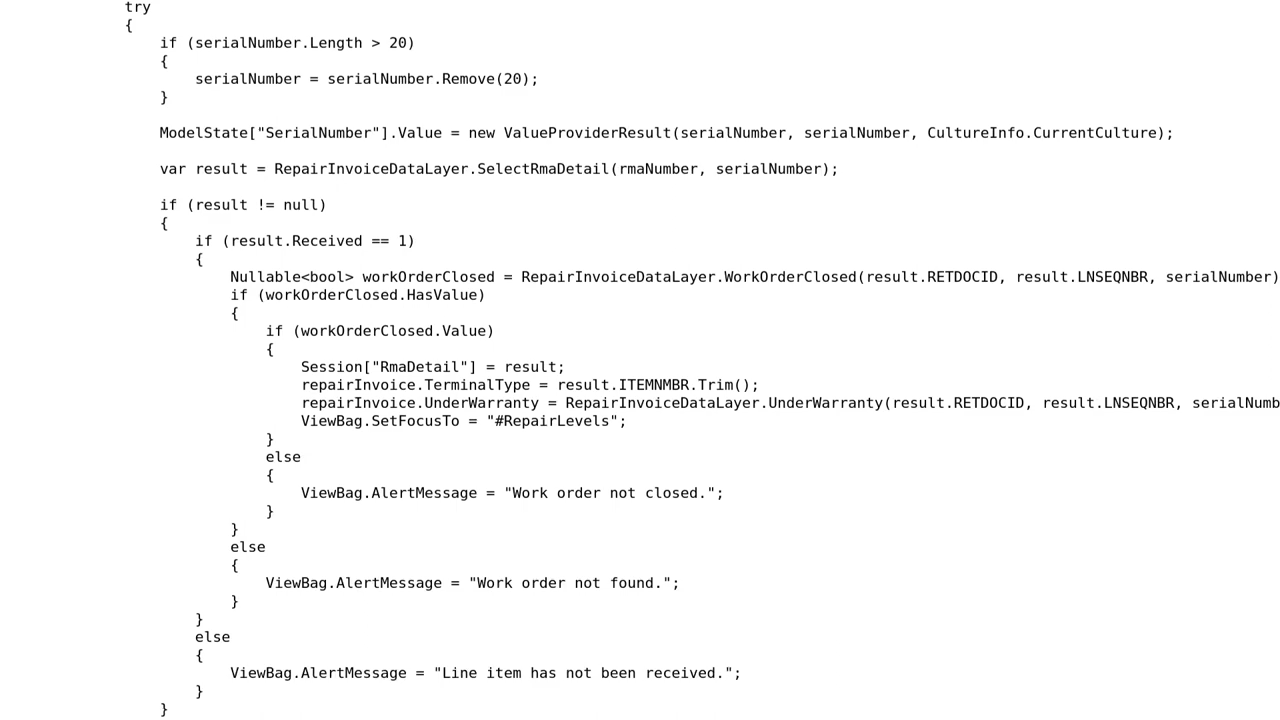 try
{
if (serialNumber.Length > 20)
{
serialNumber = serialNumber.Remove(20);
}
ModelState["SerialNumber"].Value = new ValueProviderResult(serialNumber, serialNumber, CultureInfo.CurrentCulture);
var result = RepairInvoiceDataLayer.SelectRmaDetail(rmaNumber, serialNumber);
if (result != null)
{
if (result.Received == 1)
{
Nullable<bool> workOrderClosed = RepairInvoiceDataLayer.WorkOrderClosed(result.RETDOCID, result.LNSEQNBR, serialNumber)
if (workOrderClosed.HasValue)
{
if (workOrderClosed.Value)
{
Session["RmaDetail"] = result;
repairInvoice.TerminalType = result.ITEMNMBR.Trim();
repairInvoice.UnderWarranty = RepairInvoiceDataLayer.UnderWarranty(result.RETDOCID, result.LNSEQNBR, serialNumb
ViewBag.SetFocusTo = "#RepairLevels";
}
else
{
ViewBag.AlertMessage = "Work order not closed.";
}
}
else
{
ViewBag.AlertMessage = "Work order not found.";
}
}
else
{
ViewBag.AlertMessage = "Line item has not been received.";
}
}